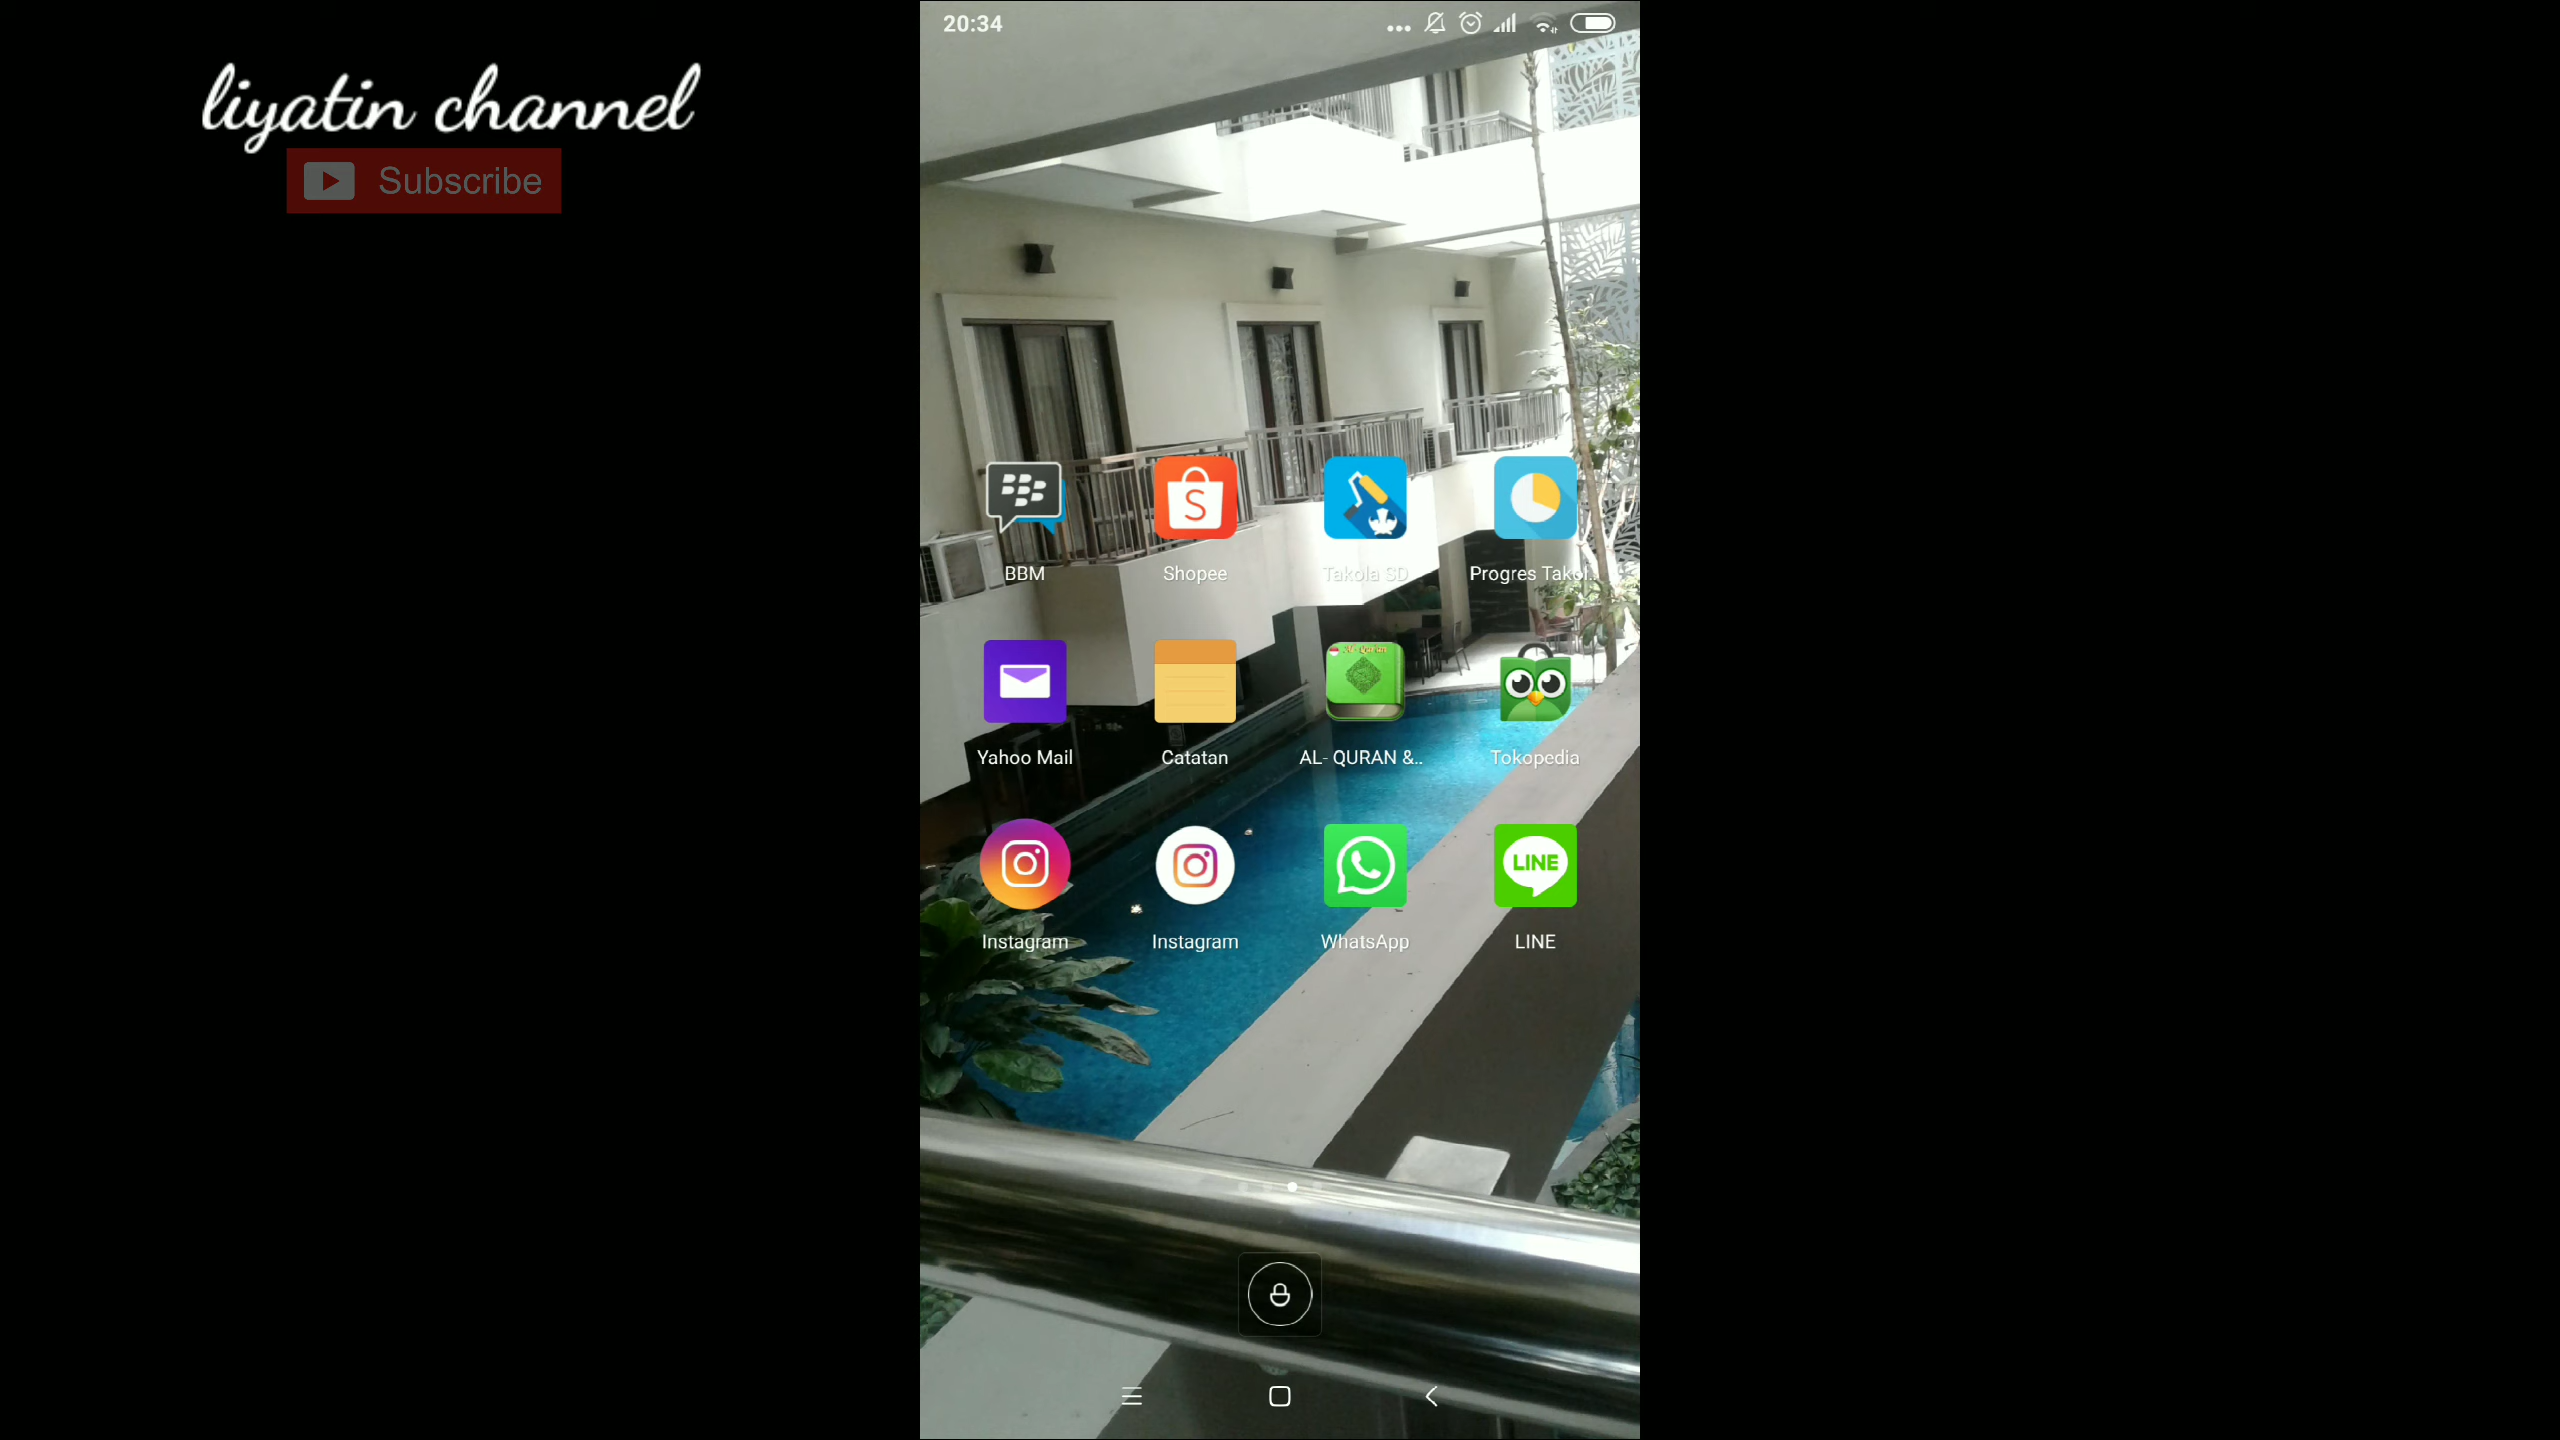 liyatin channel
Subscribe
20:34
BBM
Shopee
Takola SD
Progres Takol..
Yahoo Mail
Catatan
AL- QURAN &..
Tokopedia
Instagram
Instagram
WhatsApp
LINE
LINE